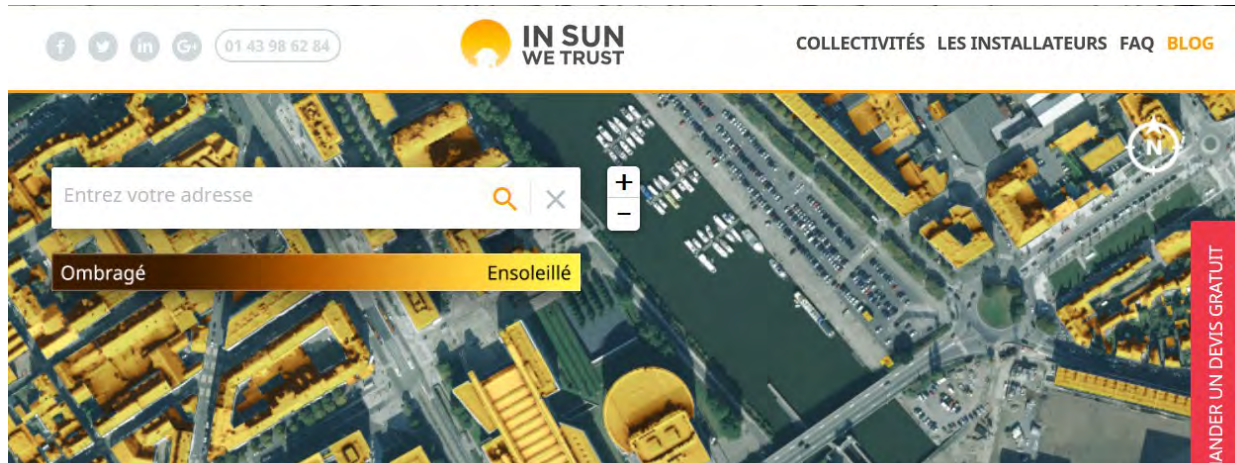 f
in
G+
01 43 98 62 84
IN SUN
WE TRUST
COLLECTIVITÉS LES INSTALLATEURS FAQ BLOG
N
Entrez votre adresse
+
−
Ombragé Ensoleillé
ANDER UN DEVIS GRATUIT